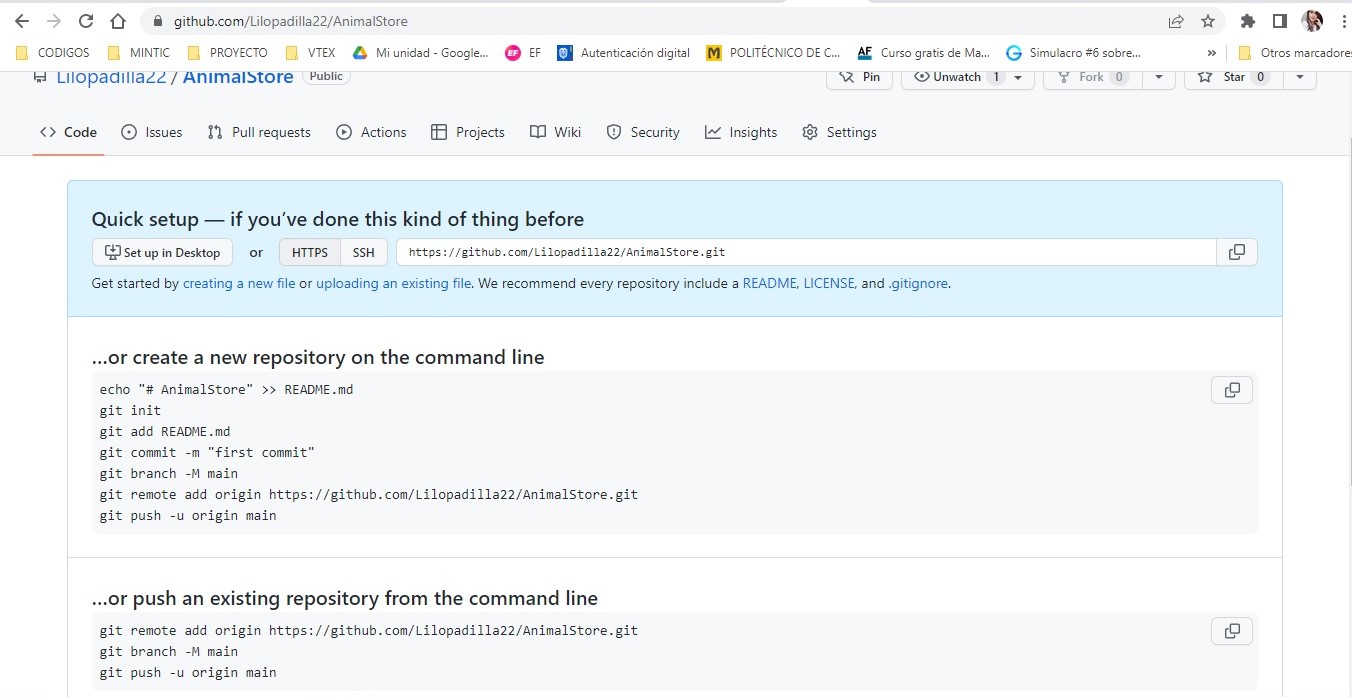 github.com/Lilopadilla22/AnimalStore
CODIGOS MINTIC PROYECTO VTEX Mi unidad - Google... EF EF Autenticación digital M POLITÉCNICO DE C... AF Curso gratis de Ma... G Simulacro #6 sobre... » Otros marcadores
Lilopadilla22 / AnimalStore Public Pin Unwatch 1 Fork 0 Star 0
Code Issues Pull requests Actions Projects Wiki Security Insights Settings
Quick setup — if you’ve done this kind of thing before
Set up in Desktop or HTTPS SSH https://github.com/Lilopadilla22/AnimalStore.git
Get started by creating a new file or uploading an existing file. We recommend every repository include a README, LICENSE, and .gitignore.
…or create a new repository on the command line
echo "# AnimalStore" >> README.md
git init
git add README.md
git commit -m "first commit"
git branch -M main
git remote add origin https://github.com/Lilopadilla22/AnimalStore.git
git push -u origin main
…or push an existing repository from the command line
git remote add origin https://github.com/Lilopadilla22/AnimalStore.git
git branch -M main
git push -u origin main